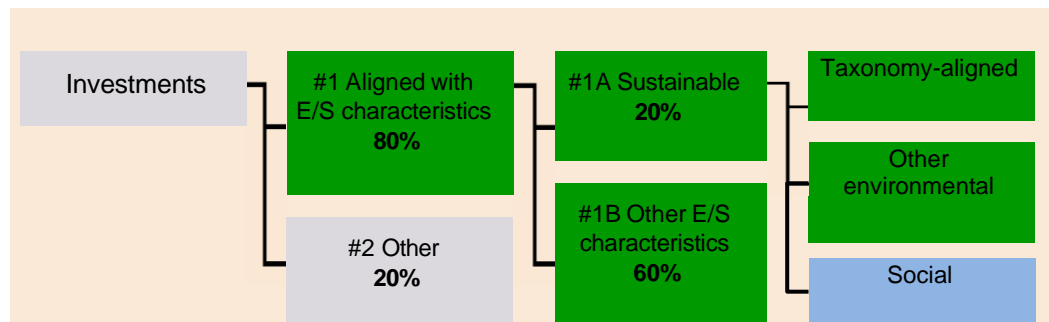 Investments
#1 Aligned with
E/S characteristics
80%
#2 Other
20%
#1A Sustainable
20%
#1B Other E/S
characteristics
60%
Taxonomy-aligned
Other
environmental
Social